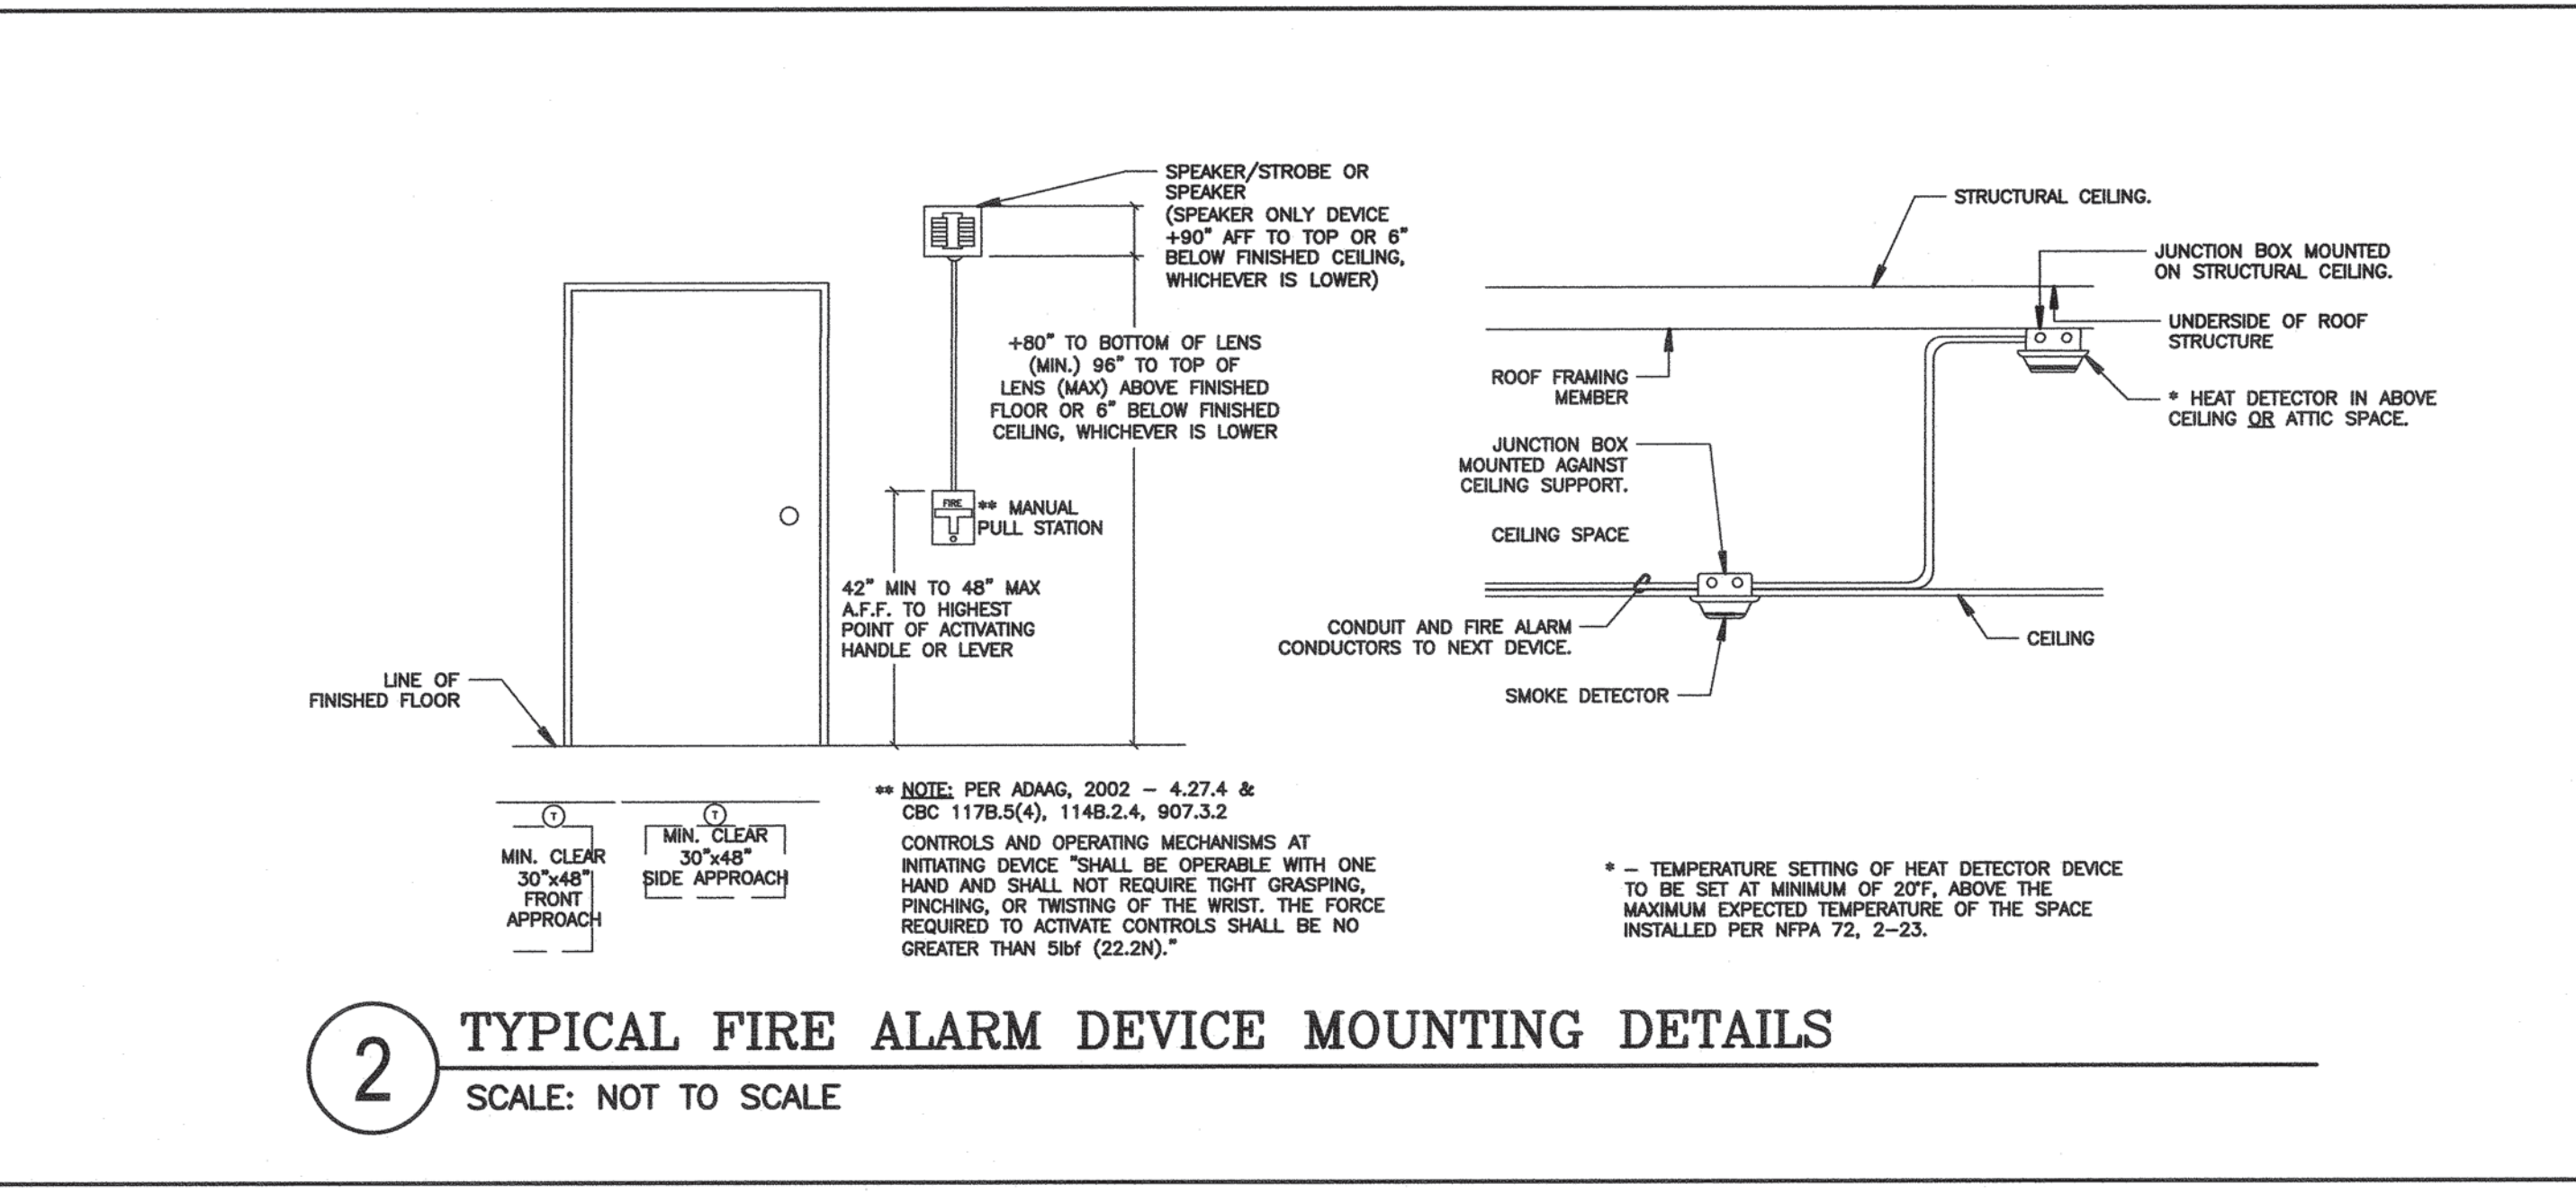 SPEAKER/STROBE OR
SPEAKER
(SPEAKER ONLY DEVICE
+90" AFF TO TOP OR 6"
BELOW FINISHED CEILING,
WHICHEVER IS LOWER)
+80" TO BOTTOM OF LENS
(MIN.) 96" TO TOP OF
LENS (MAX) ABOVE FINISHED
FLOOR OR 6" BELOW FINISHED
CEILING, WHICHEVER IS LOWER
FIRE
** MANUAL
PULL STATION
42" MIN TO 48" MAX
A.F.F. TO HIGHEST
POINT OF ACTIVATING
HANDLE OR LEVER
LINE OF
FINISHED FLOOR
T
MIN. CLEAR
30"x48"
FRONT
APPROACH
T
MIN. CLEAR
30"x48"
SIDE APPROACH
** NOTE: PER ADAAG, 2002 – 4.27.4 &
CBC 117B.5(4), 114B.2.4, 907.3.2
CONTROLS AND OPERATING MECHANISMS AT
INITIATING DEVICE "SHALL BE OPERABLE WITH ONE
HAND AND SHALL NOT REQUIRE TIGHT GRASPING,
PINCHING, OR TWISTING OF THE WRIST. THE FORCE
REQUIRED TO ACTIVATE CONTROLS SHALL BE NO
GREATER THAN 5lbf (22.2N)."
STRUCTURAL CEILING.
JUNCTION BOX MOUNTED
ON STRUCTURAL CEILING.
UNDERSIDE OF ROOF
STRUCTURE
ROOF FRAMING
MEMBER
* HEAT DETECTOR IN ABOVE
CEILING OR ATTIC SPACE.
JUNCTION BOX
MOUNTED AGAINST
CEILING SUPPORT.
CEILING SPACE
CONDUIT AND FIRE ALARM
CONDUCTORS TO NEXT DEVICE.
CEILING
SMOKE DETECTOR
* – TEMPERATURE SETTING OF HEAT DETECTOR DEVICE
TO BE SET AT MINIMUM OF 20°F, ABOVE THE
MAXIMUM EXPECTED TEMPERATURE OF THE SPACE
INSTALLED PER NFPA 72, 2–23.
2
TYPICAL FIRE ALARM DEVICE MOUNTING DETAILS
SCALE: NOT TO SCALE